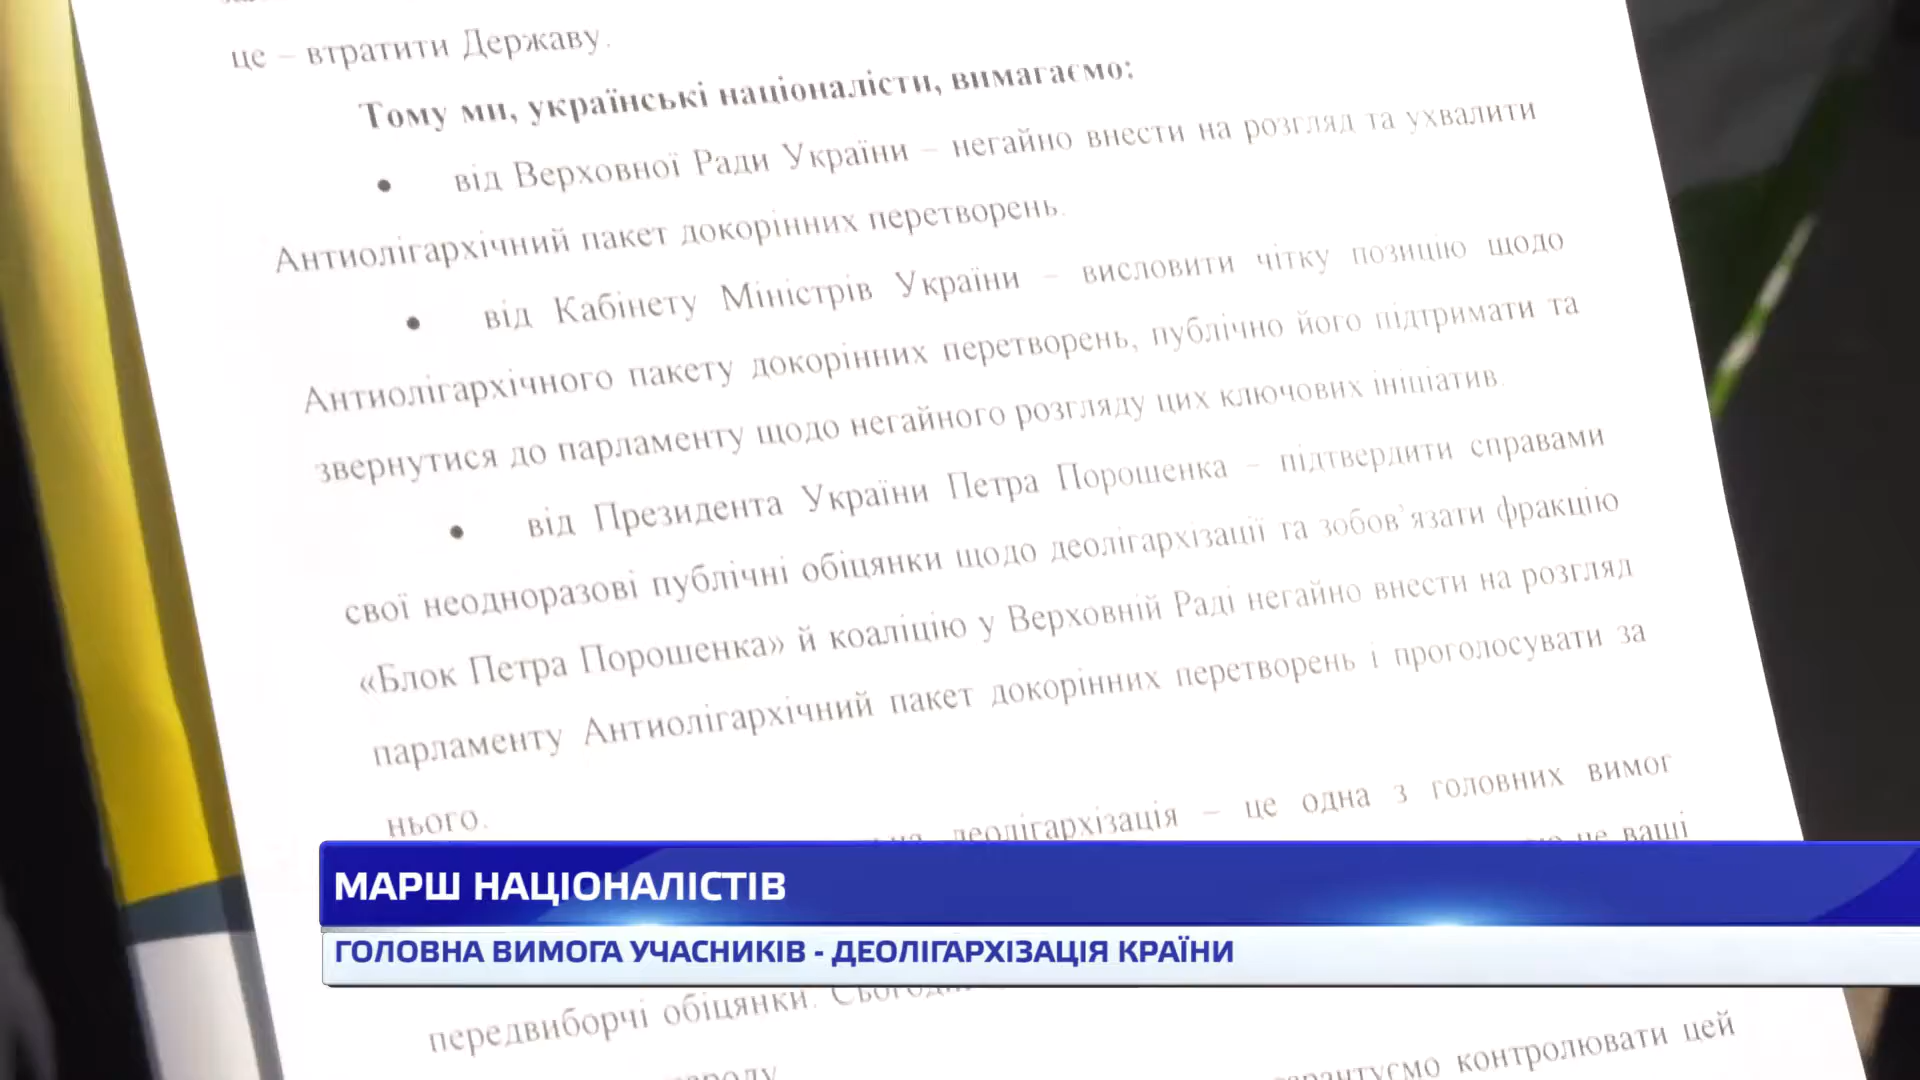 це – втратити Державу.
Тому ми, українські націоналісти, вимагаємо:
• від Верховної Ради України – негайно внести на розгляд та ухвалити
Антиолігархічний пакет докорінних перетворень.
• від Кабінету Міністрів України – висловити чітку позицію щодо
Антиолігархічного пакету докорінних перетворень, публічно його підтримати та
звернутися до парламенту щодо негайного розгляду цих ключових ініціатив.
• від Президента України Петра Порошенка – підтвердити справами
свої неодноразові публічні обіцянки щодо деолігархізації та зобов'язати фракцію
«Блок Петра Порошенка» й коаліцію у Верховній Раді негайно внести на розгляд
парламенту Антиолігархічний пакет докорінних перетворень і проголосувати за
нього.
деолігархізація – це одна з головних вимог
це ваші
МАРШ НАЦІОНАЛІСТІВ
ГОЛОВНА ВИМОГА УЧАСНИКІВ - ДЕОЛІГАРХІЗАЦІЯ КРАЇНИ
передвиборчі обіцянки.
контролювати цей